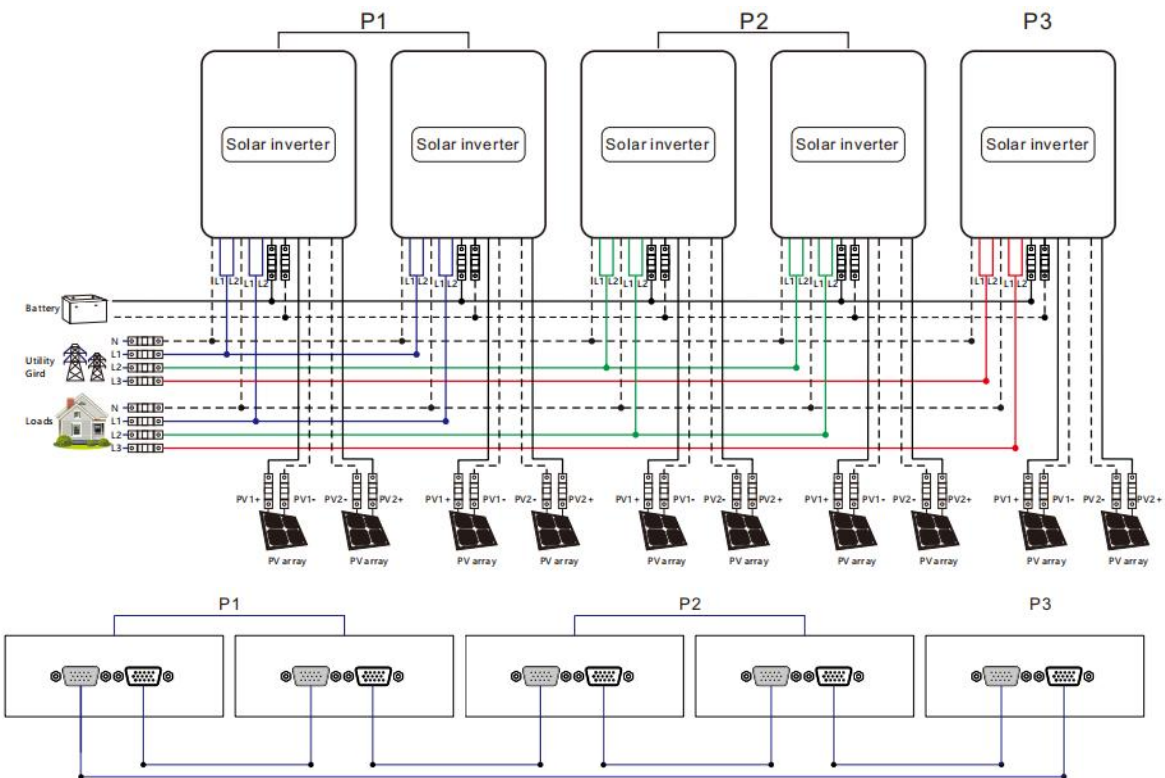 P1 P2 P3
Solar inverter Solar inverter Solar inverter Solar inverter Solar inverter
L1 L2 L1 L2 L1 L2 L1 L2 L1 L2 L1 L2 L1 L2 L1 L2 L1 L2 L1 L2
Battery
N
L1
Utility
Gird
L2
L3
N
Loads
L1
L2
L3
PV1+ PV1- PV2- PV2+ PV1+ PV1- PV2- PV2+ PV1+ PV1- PV2- PV2+ PV1+ PV1- PV2- PV2+ PV1+ PV1- PV2- PV2+
PV array PV array PV array PV array PV array PV array PV array PV array PV array PV array
P1 P2 P3